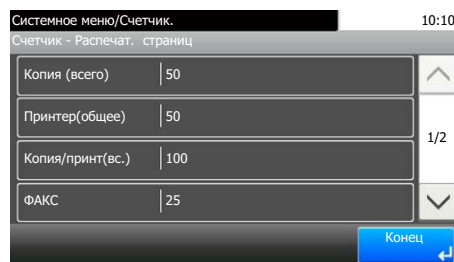 Системное меню/Счетчик.
10:10
Счетчик - Распечат. страниц
Копия (всего) 50
Принтер(общее) 50
1/2
Копия/принт(вс.) 100
ФАКС 25
Конец